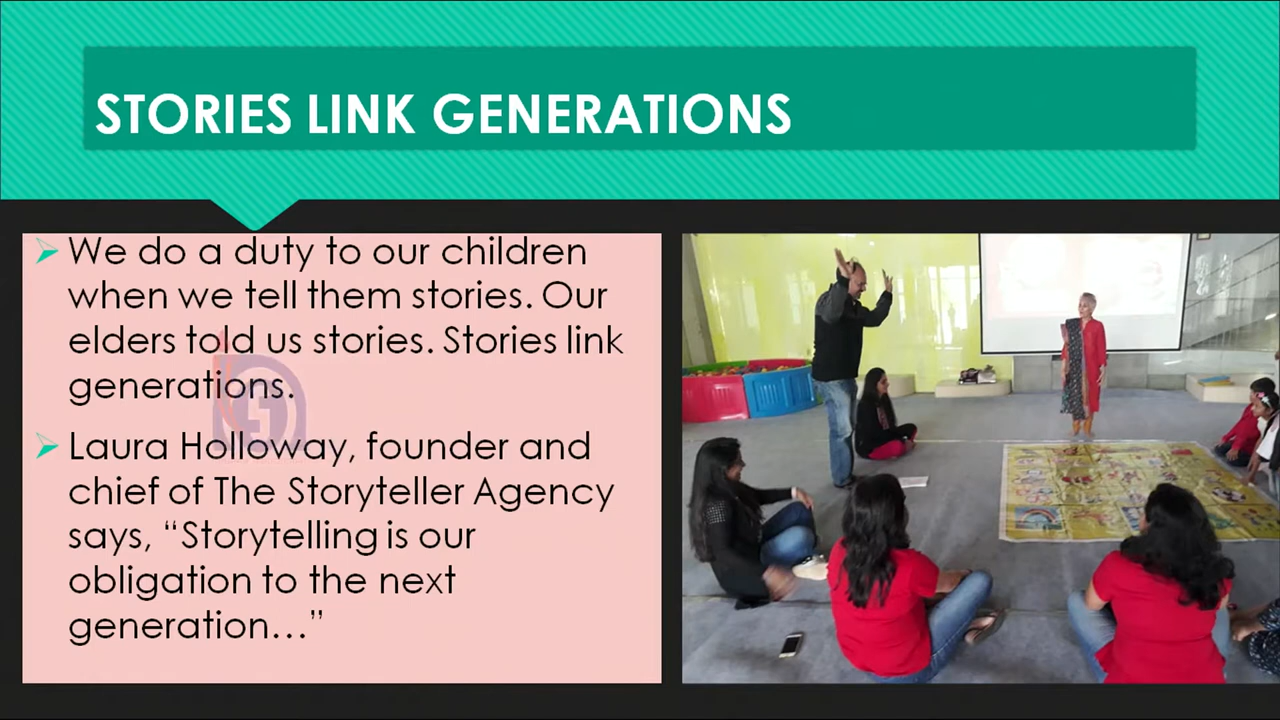 STORIES LINK GENERATIONS
We do a duty to our children
when we tell them stories. Our
elders told us stories. Stories link
generations.
Laura Holloway, founder and
chief of The Storyteller Agency
says, “Storytelling is our
obligation to the next
generation…”